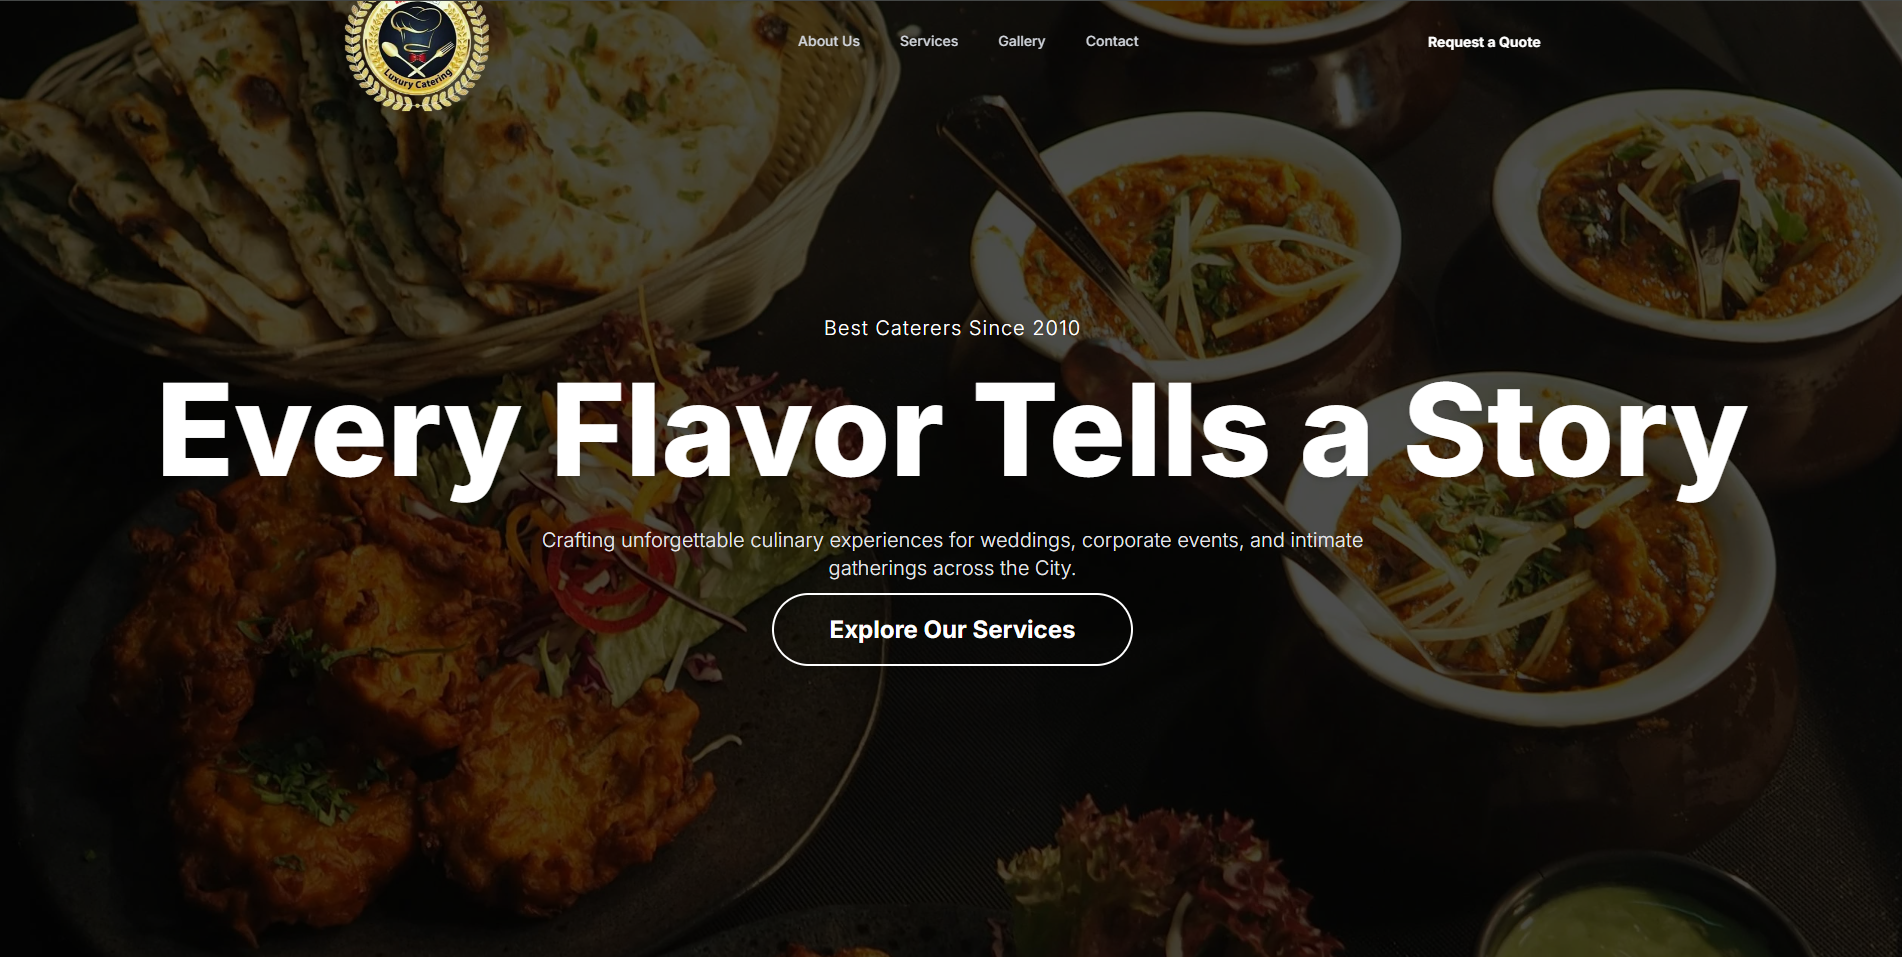 Luxury Catering
About Us
Services
Gallery
Contact
Request a Quote
Best Caterers Since 2010
Every Flavor Tells a Story
Crafting unforgettable culinary experiences for weddings, corporate events, and intimate
gatherings across the City.
Explore Our Services